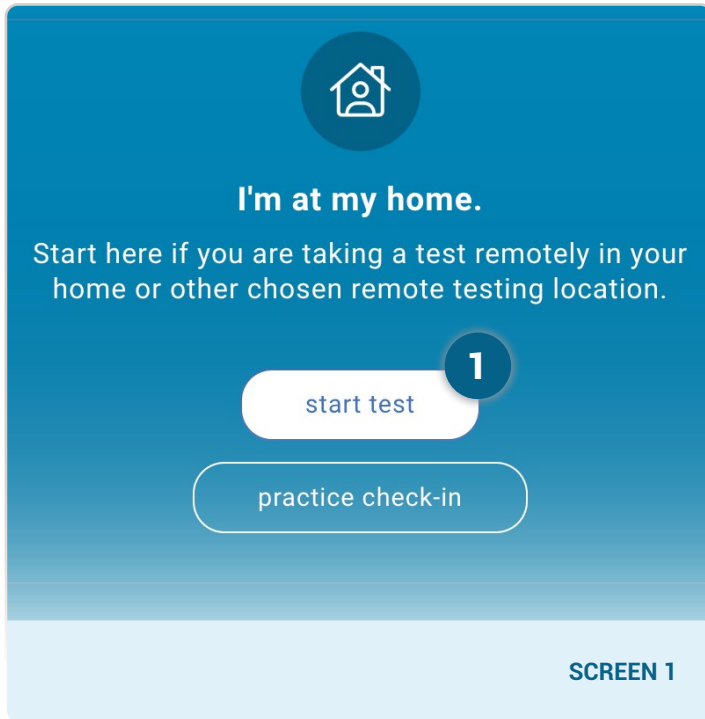 I'm at my home.
Start here if you are taking a test remotely in your
home or other chosen remote testing location.
1
start test
practice check-in
SCREEN 1